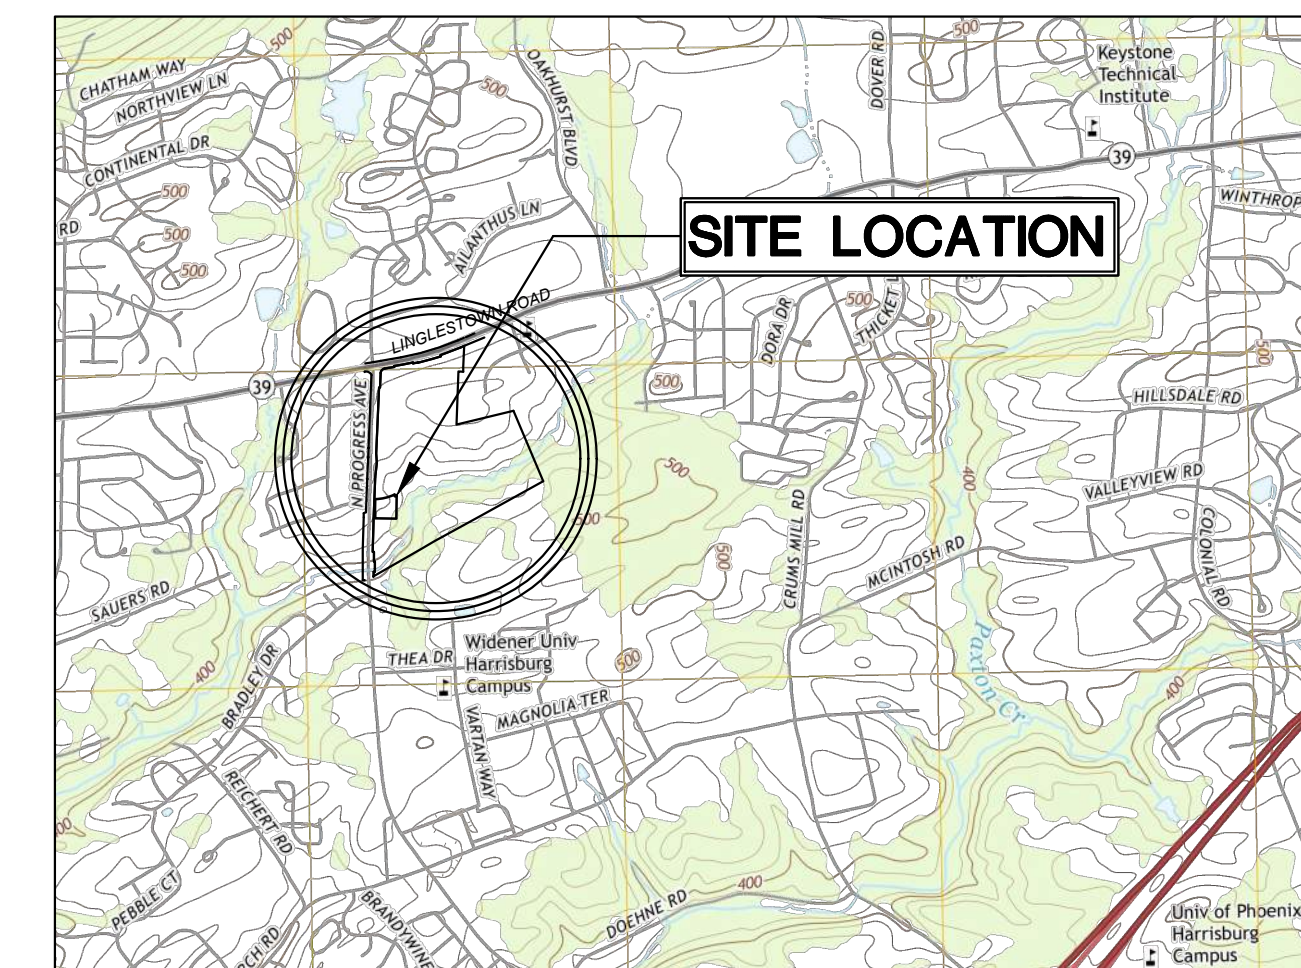 500
500
OAKHURST BLVD
DOVER RD
Keystone
Technical
Institute
CHATHAM WAY
NORTHVIEW LN
500
39
CONTINENTAL DR
500
WINTHROP
RD
500
AILANTHUS LN
SITE LOCATION
500
LINGLESTOWN ROAD
500
THICKET L
DORA DR
500
39
500
N PROGRESS AVE
HILLSDALE RD
500
400
VALLEYVIEW RD
500
CRUMS MILL RD
COLONIAL RD
500
MCINTOSH RD
SAUERS RD
Widener Univ
Harrisburg
Campus
THEA DR
500
Paxton Cr
400
BRADLEY DR
400
MAGNOLIA TER
VARTAN WAY
REICHERT RD
00
400
PEBBLE CT
BRANDYWINE
DOEHNE RD
Univ of Phoenix
Harrisburg
Campus
RCH RD